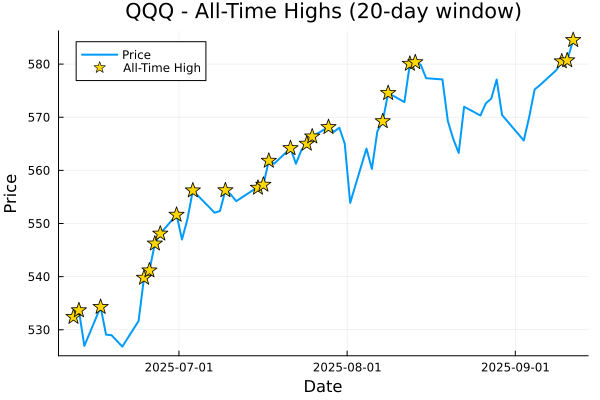 QQQ - All-Time Highs (20-day window)
Price
All-Time High
580
570
560
550
540
530
Price
2025-07-01
2025-08-01
2025-09-01
Date